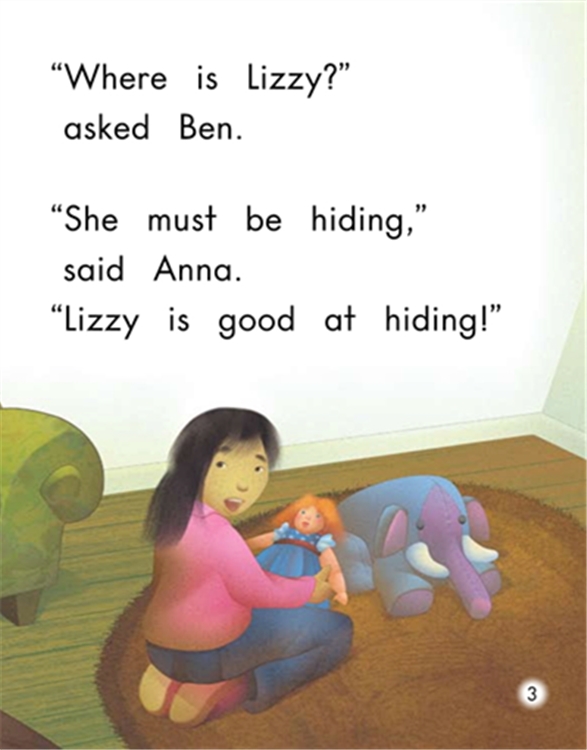 “Where is Lizzy?”
asked Ben.
“She must be hiding,”
said Anna.
“Lizzy is good at hiding!”
3